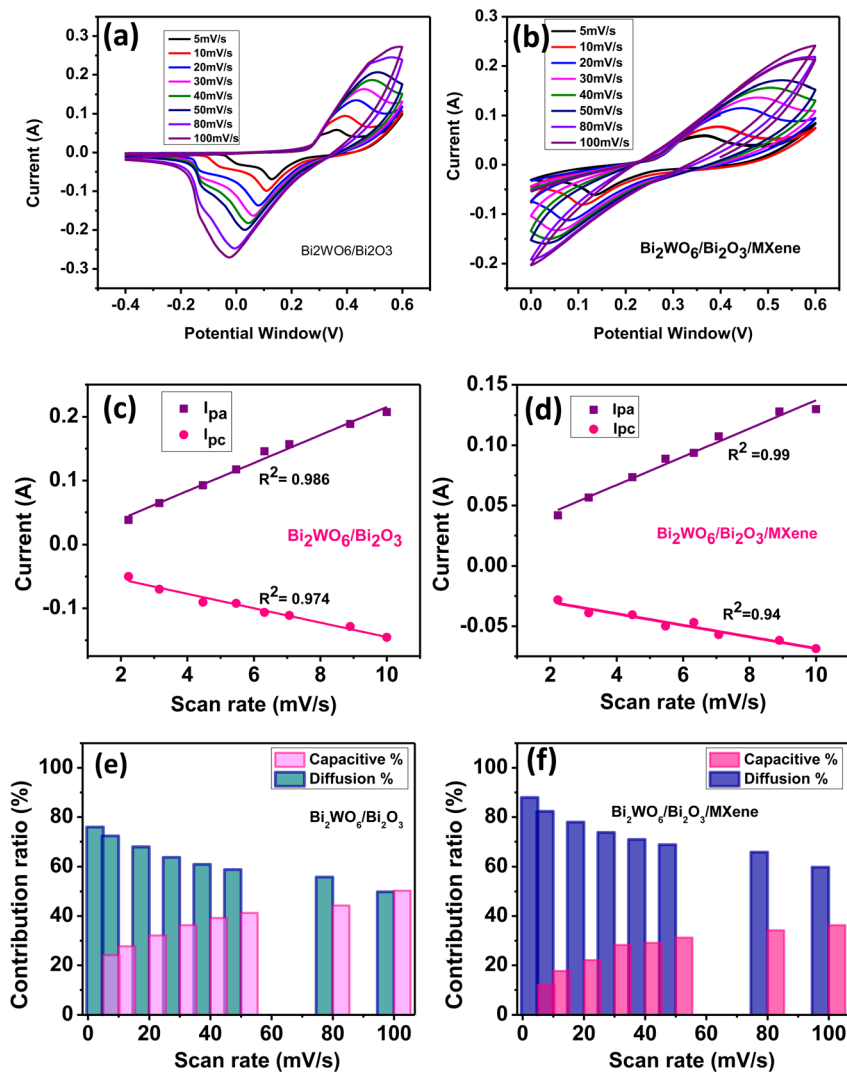 (a)
5mV/s
10mV/s
20mV/s
30mV/s
40mV/s
50mV/s
80mV/s
100mV/s
0.3
0.2
0.1
0.0
-0.1
-0.2
-0.3
Current (A)
Bi2WO6/Bi2O3
-0.4 -0.2 0.0 0.2 0.4 0.6
Potential Window(V)
(b)
5mV/s
10mV/s
20mV/s
30mV/s
40mV/s
50mV/s
80mV/s
100mV/s
0.3
0.2
0.1
0.0
-0.1
-0.2
Current (A)
Bi₂WO₆/Bi₂O₃/MXene
0.0 0.1 0.2 0.3 0.4 0.5 0.6
Potential Window(V)
(c)
Iₚₐ
Iₚc
0.2
0.1
0.0
-0.1
Current (A)
R²= 0.986
Bi₂WO₆/Bi₂O₃
R²= 0.974
2 4 6 8 10
Scan rate (mV/s)
(d)
Ipa
Ipc
0.15
0.10
0.05
0.00
-0.05
Current (A)
R² =0.99
Bi₂WO₆/Bi₂O₃/MXene
R²=0.94
2 4 6 8 10
Scan rate (mV/s)
(e)
Capacitive %
Diffusion %
Bi₂WO₆/Bi₂O₃
100
80
60
40
20
0
Contribution ratio (%)
0 20 40 60 80 100
Scan rate (mV/s)
(f)
Capacitive %
Diffusion %
Bi₂WO₆/Bi₂O₃/MXene
100
80
60
40
20
0
Contribution ratio (%)
0 20 40 60 80 100
Scan rate (mV/s)